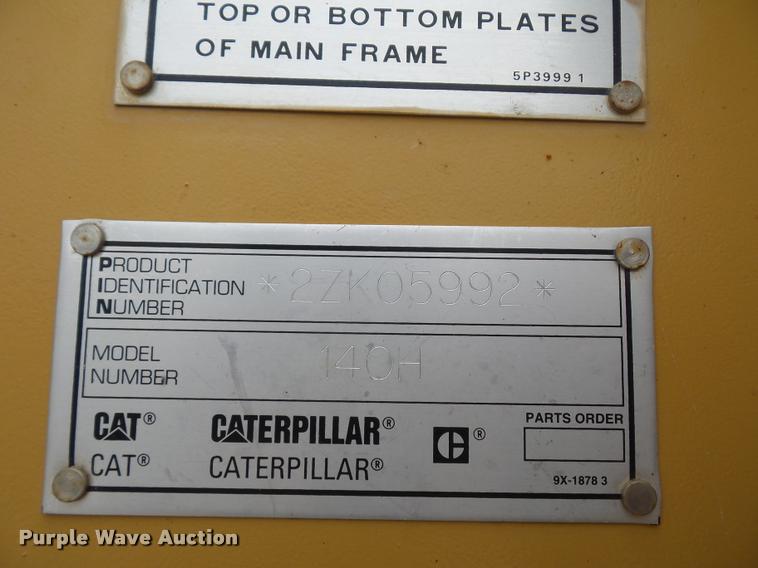 TOP OR BOTTOM PLATES
OF MAIN FRAME
5P3999 1
PRODUCT
IDENTIFICATION
NUMBER
*2ZK05992*
MODEL
NUMBER
140H
CAT® CATERPILLAR® C®
CAT® CATERPILLAR®
PARTS ORDER
9X-1878 3
Purple Wave Auction